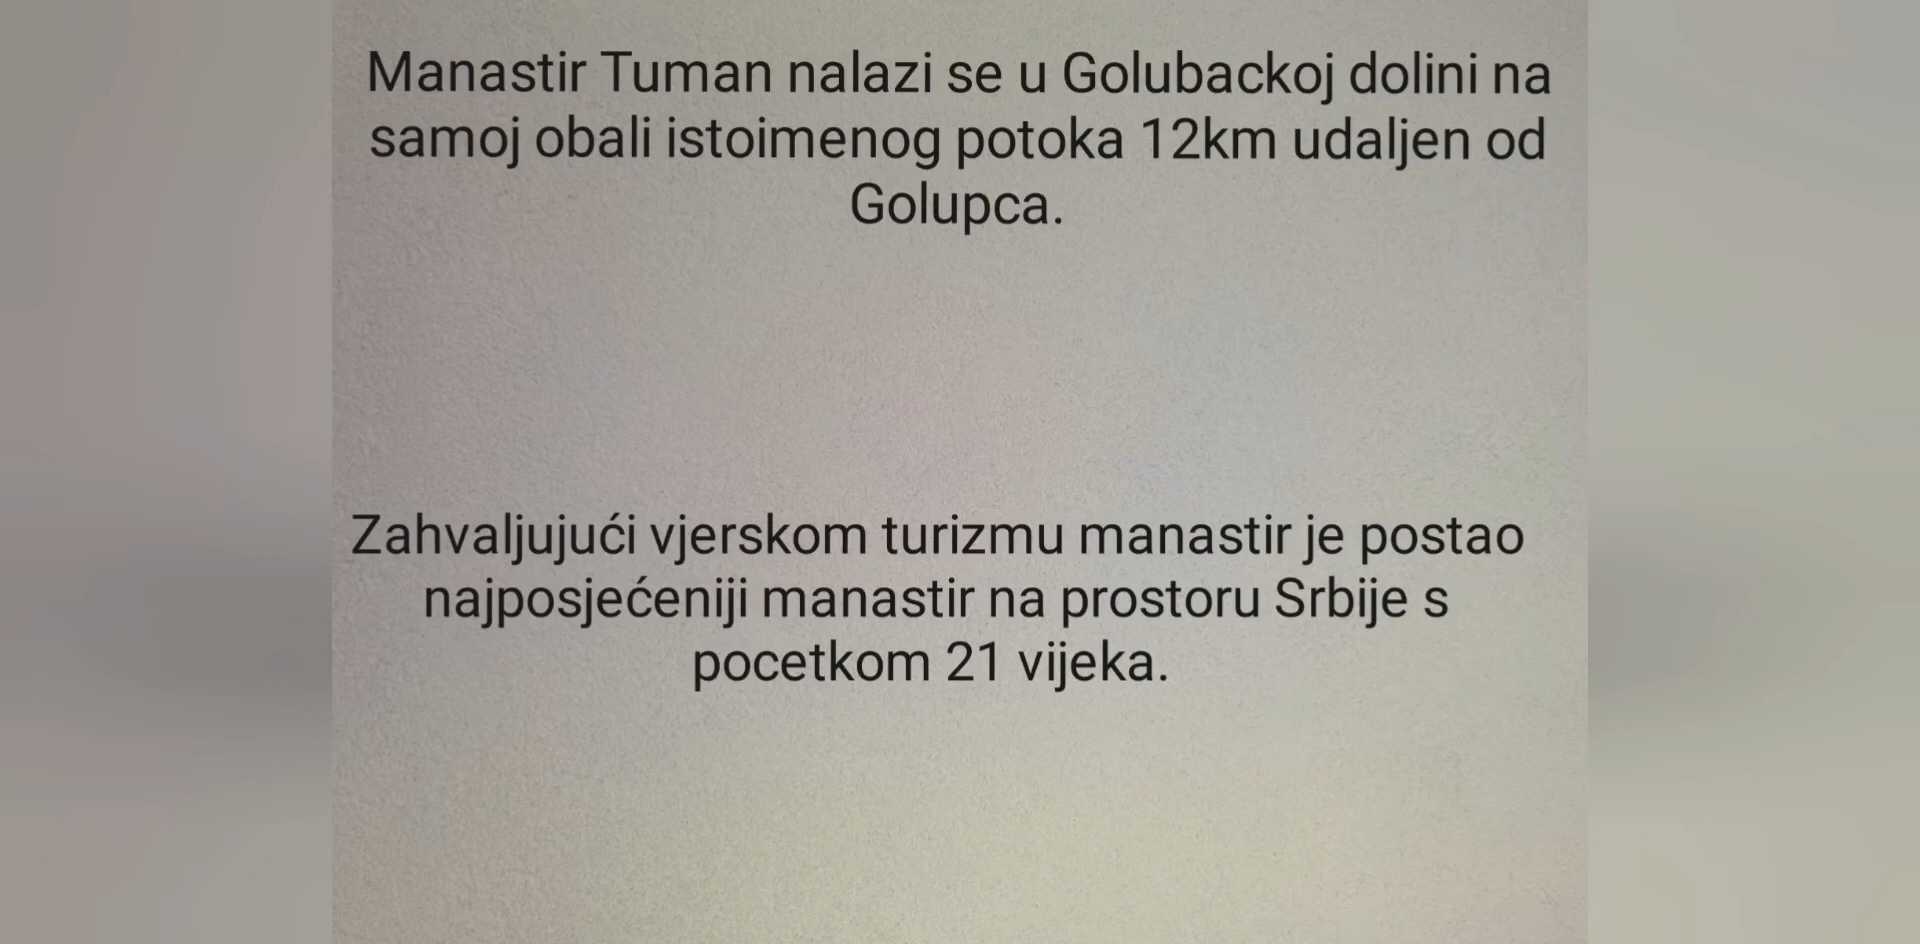 Manastir Tuman nalazi se u Golubackoj dolini na
samoj obali istoimenog potoka 12km udaljen od
Golupca.
Zahvaljujući vjerskom turizmu manastir je postao
najposjećeniji manastir na prostoru Srbije s
pocetkom 21 vijeka.